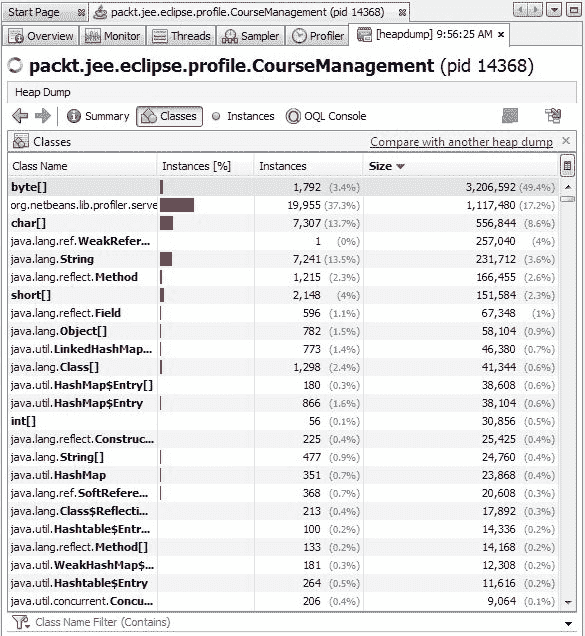 Start Page packt.jee.eclipse.profile.CourseManagement (pid 14368)
Overview Monitor Threads Sampler Profiler [heapdump] 9:56:25 AM
packt.jee.eclipse.profile.CourseManagement (pid 14368)
Heap Dump
Summary Classes Instances OQL Console
Classes Compare with another heap dump
Class Name Instances [%] Instances Size
byte[] 1,792 (3.4%) 3,206,592 (49.4%)
org.netbeans.lib.profiler.serve 19,955 (37.3%) 1,117,480 (17.2%)
char[] 7,307 (13.7%) 556,844 (8.6%)
java.lang.ref.WeakRefer... 1 (0%) 257,040 (4%)
java.lang.String 7,241 (13.5%) 231,712 (3.6%)
java.lang.reflect.Method 1,215 (2.3%) 166,455 (2.6%)
short[] 2,148 (4%) 151,584 (2.3%)
java.lang.reflect.Field 596 (1.1%) 67,348 (1%)
java.lang.Object[] 782 (1.5%) 58,104 (0.9%)
java.util.LinkedHashMap... 773 (1.4%) 46,380 (0.7%)
java.lang.Class[] 1,298 (2.4%) 41,344 (0.6%)
java.util.HashMap$Entry[] 180 (0.3%) 38,608 (0.6%)
java.util.HashMap$Entry 866 (1.6%) 38,104 (0.6%)
int[] 56 (0.1%) 30,856 (0.5%)
java.lang.reflect.Construc... 225 (0.4%) 25,425 (0.4%)
java.lang.String[] 477 (0.9%) 24,760 (0.4%)
java.util.HashMap 351 (0.7%) 23,868 (0.4%)
java.lang.ref.SoftRefere... 368 (0.7%) 20,608 (0.3%)
java.lang.Class$Reflecti... 213 (0.4%) 17,892 (0.3%)
java.util.Hashtable$Entr... 100 (0.2%) 14,336 (0.2%)
java.lang.reflect.Method[] 133 (0.2%) 14,168 (0.2%)
java.util.WeakHashMap$... 181 (0.3%) 12,308 (0.2%)
java.util.Hashtable$Entry 264 (0.5%) 11,616 (0.2%)
java.util.concurrent.Concu... 206 (0.4%) 9,064 (0.1%)
Class Name Filter (Contains)